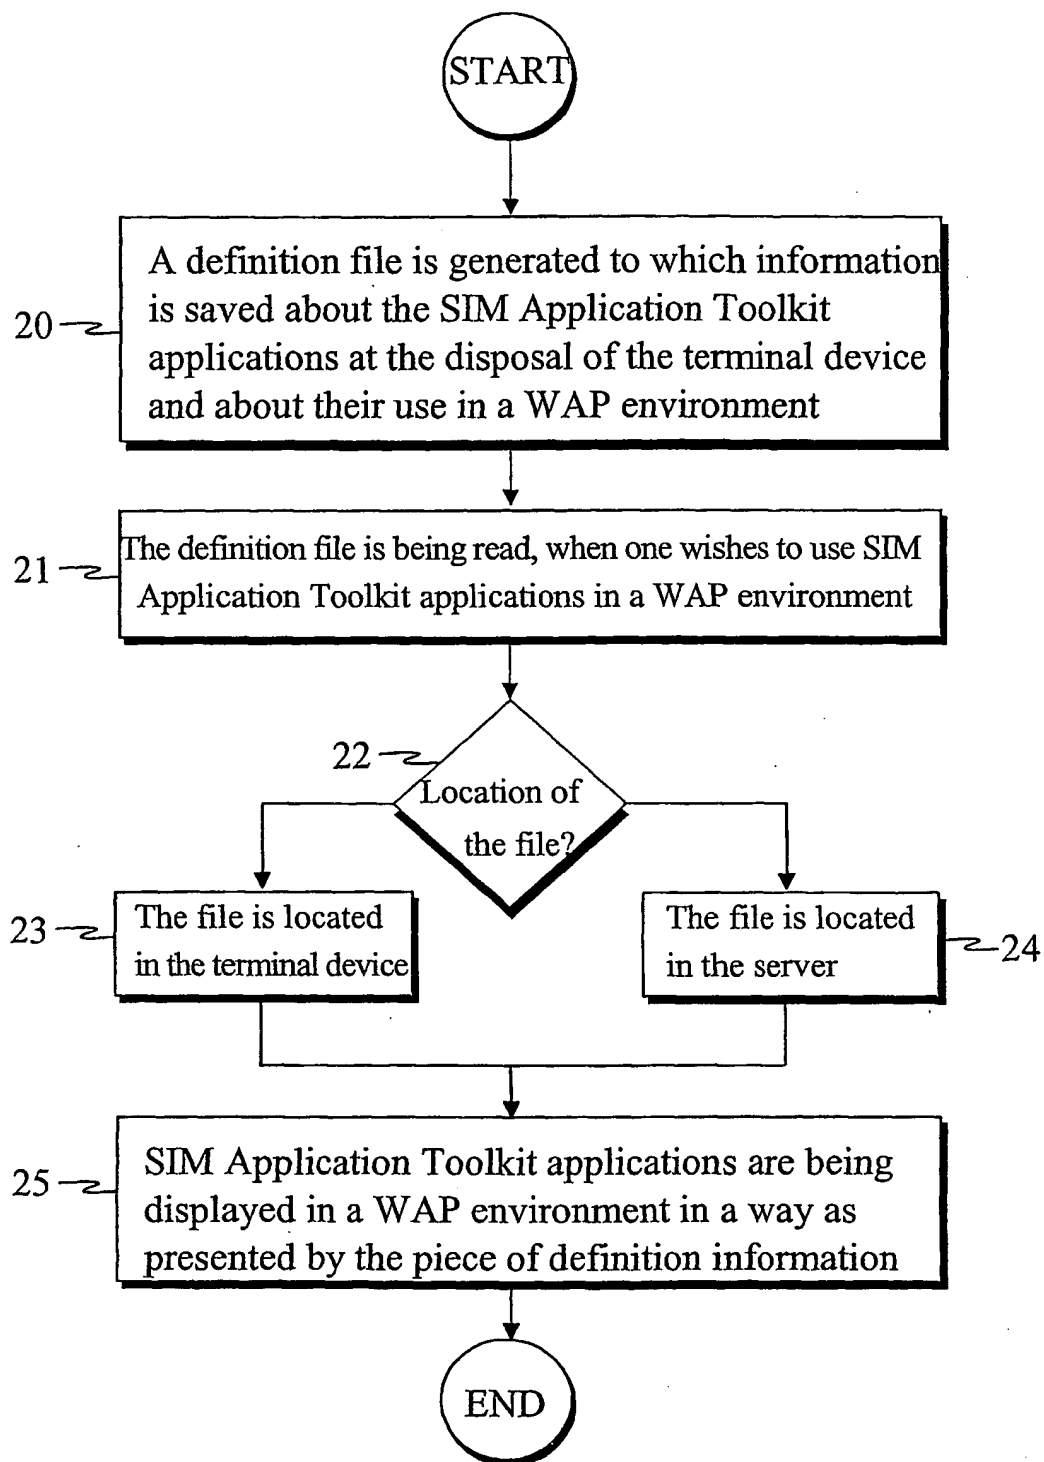 START
20
A definition file is generated to which information
is saved about the SIM Application Toolkit
applications at the disposal of the terminal device
and about their use in a WAP environment
21
The definition file is being read, when one wishes to use SIM
Application Toolkit applications in a WAP environment
22
Location of
the file?
23
The file is located
in the terminal device
The file is located
in the server
24
25
SIM Application Toolkit applications are being
displayed in a WAP environment in a way as
presented by the piece of definition information
END